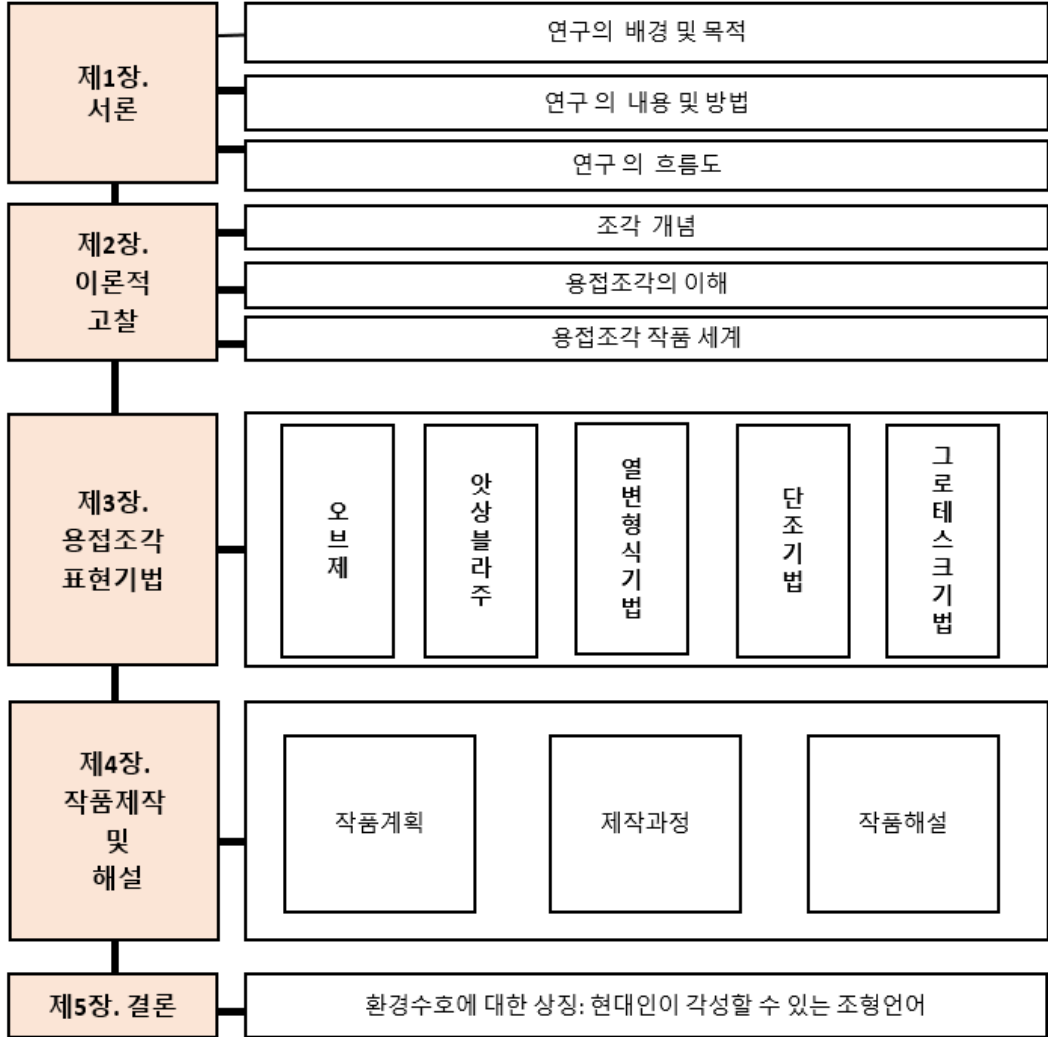 제1장.
서론
연구의 배경 및 목적
연구 의 내용 및 방법
연구 의 흐름도
제2장.
이론적
고찰
조각 개념
용접조각의 이해
용접조각 작품 세계
제3장.
용접조각
표현기법
오브제
앗상블라주
열변형식기법
단조기법
그로테스크기법
제4장.
작품제작
및
해설
작품계획
제작과정
작품해설
제5장. 결론
환경수호에 대한 상징: 현대인이 각성할 수 있는 조형언어